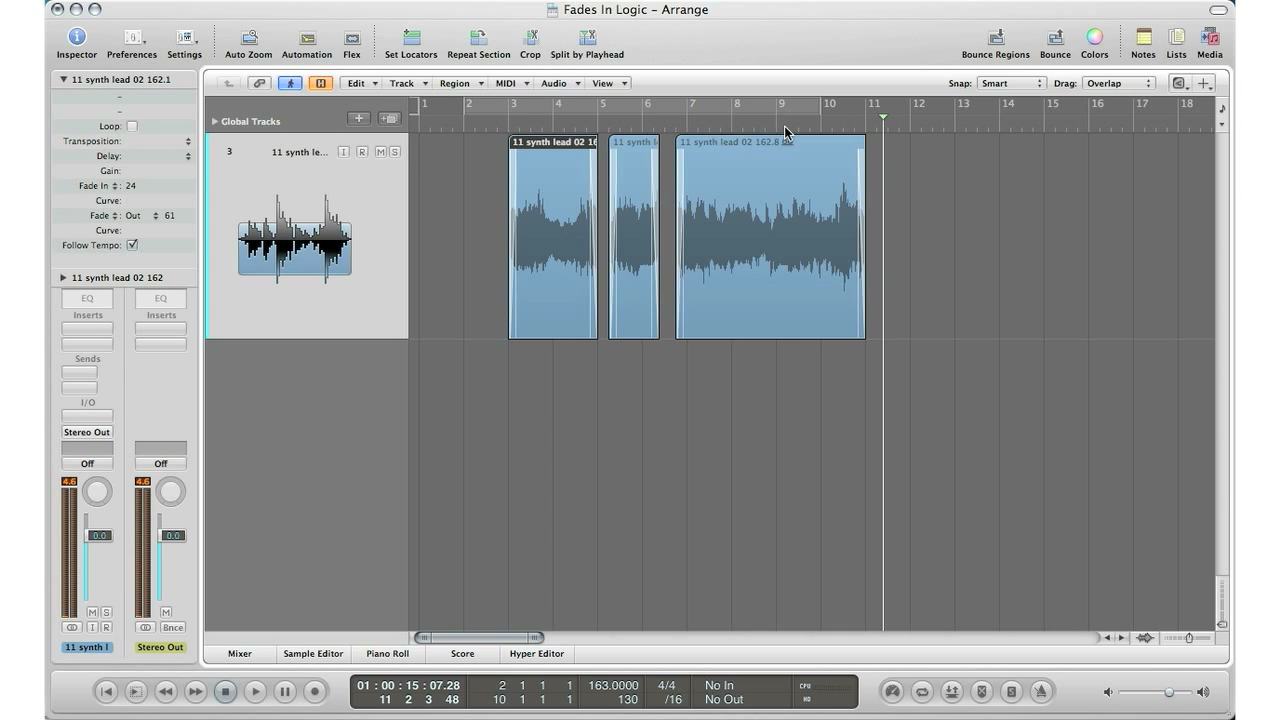 Fades In Logic – Arrange
Inspector Preferences Settings Auto Zoom Automation Flex Set Locators Repeat Section Crop Split by Playhead Bounce Regions Bounce Colors Notes Lists Media
11 synth lead 02 162.1
Edit Track Region MIDI Audio View Snap: Smart Drag: Overlap
–
–
Loop:
Transposition:
Delay:
Gain:
Fade In : 24
Curve:
Fade : Out 61
Curve:
Follow Tempo:
11 synth lead 02 162
1 2 3 4 5 6 7 8 9 10 11 12 13 14 15 16 17 18
Global Tracks
3 11 synth le... I R M S
11 synth lead 02 16 11 synth l 11 synth lead 02 162.8
EQ EQ
Inserts Inserts
Sends
I/O
Stereo Out
Off Off
4.6 4.6
0.0 0.0
M S M
I R Bnce
11 synth l Stereo Out
Mixer Sample Editor Piano Roll Score Hyper Editor
01 : 00 : 15 : 07.28 2 1 1 1 163.0000 4/4 No In CPU
11 2 3 48 10 1 1 1 130 /16 No Out HD